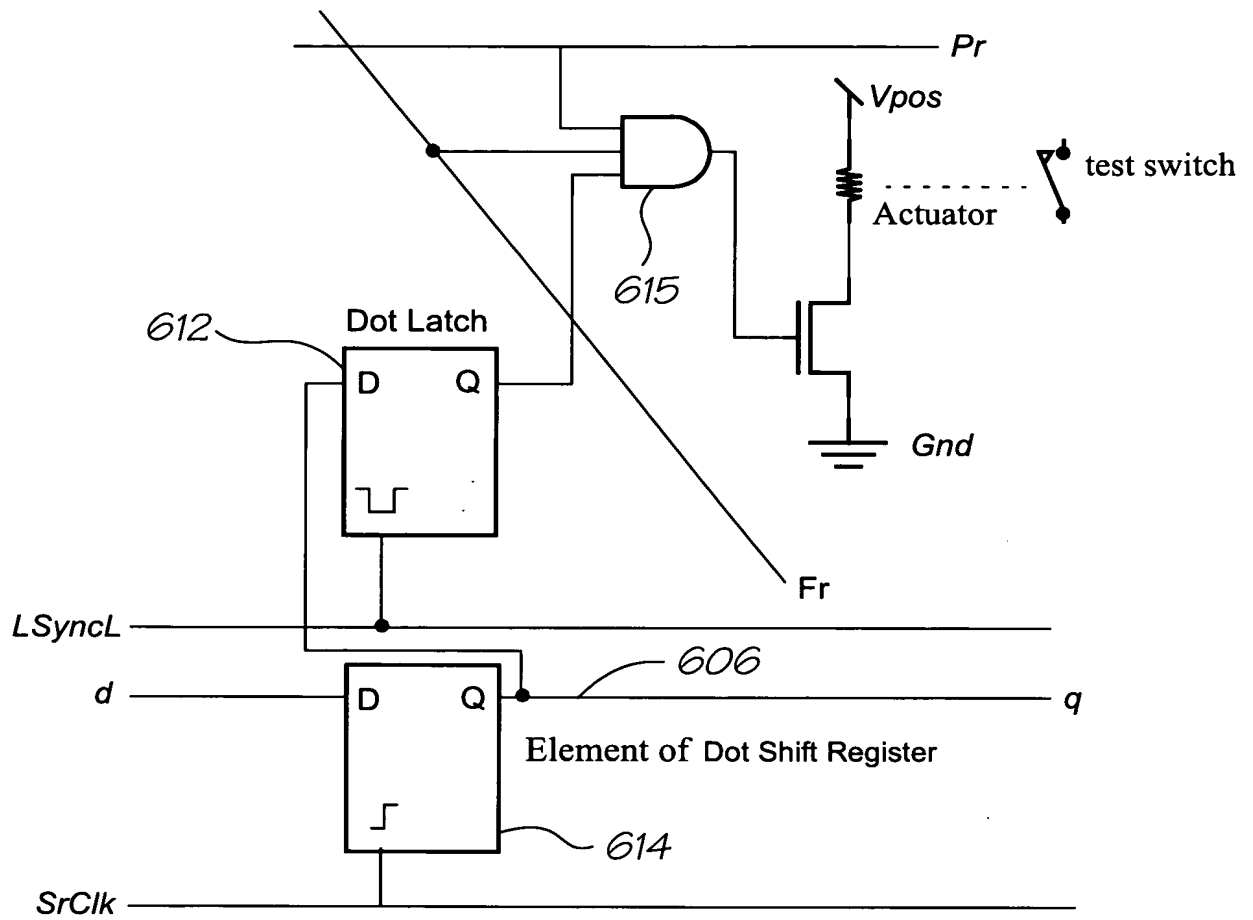 Pr
Vpos
test switch
Actuator
615
612
Dot Latch
D Q
Gnd
Fr
LSyncL
606
d
D Q
q
Element of Dot Shift Register
614
SrClk